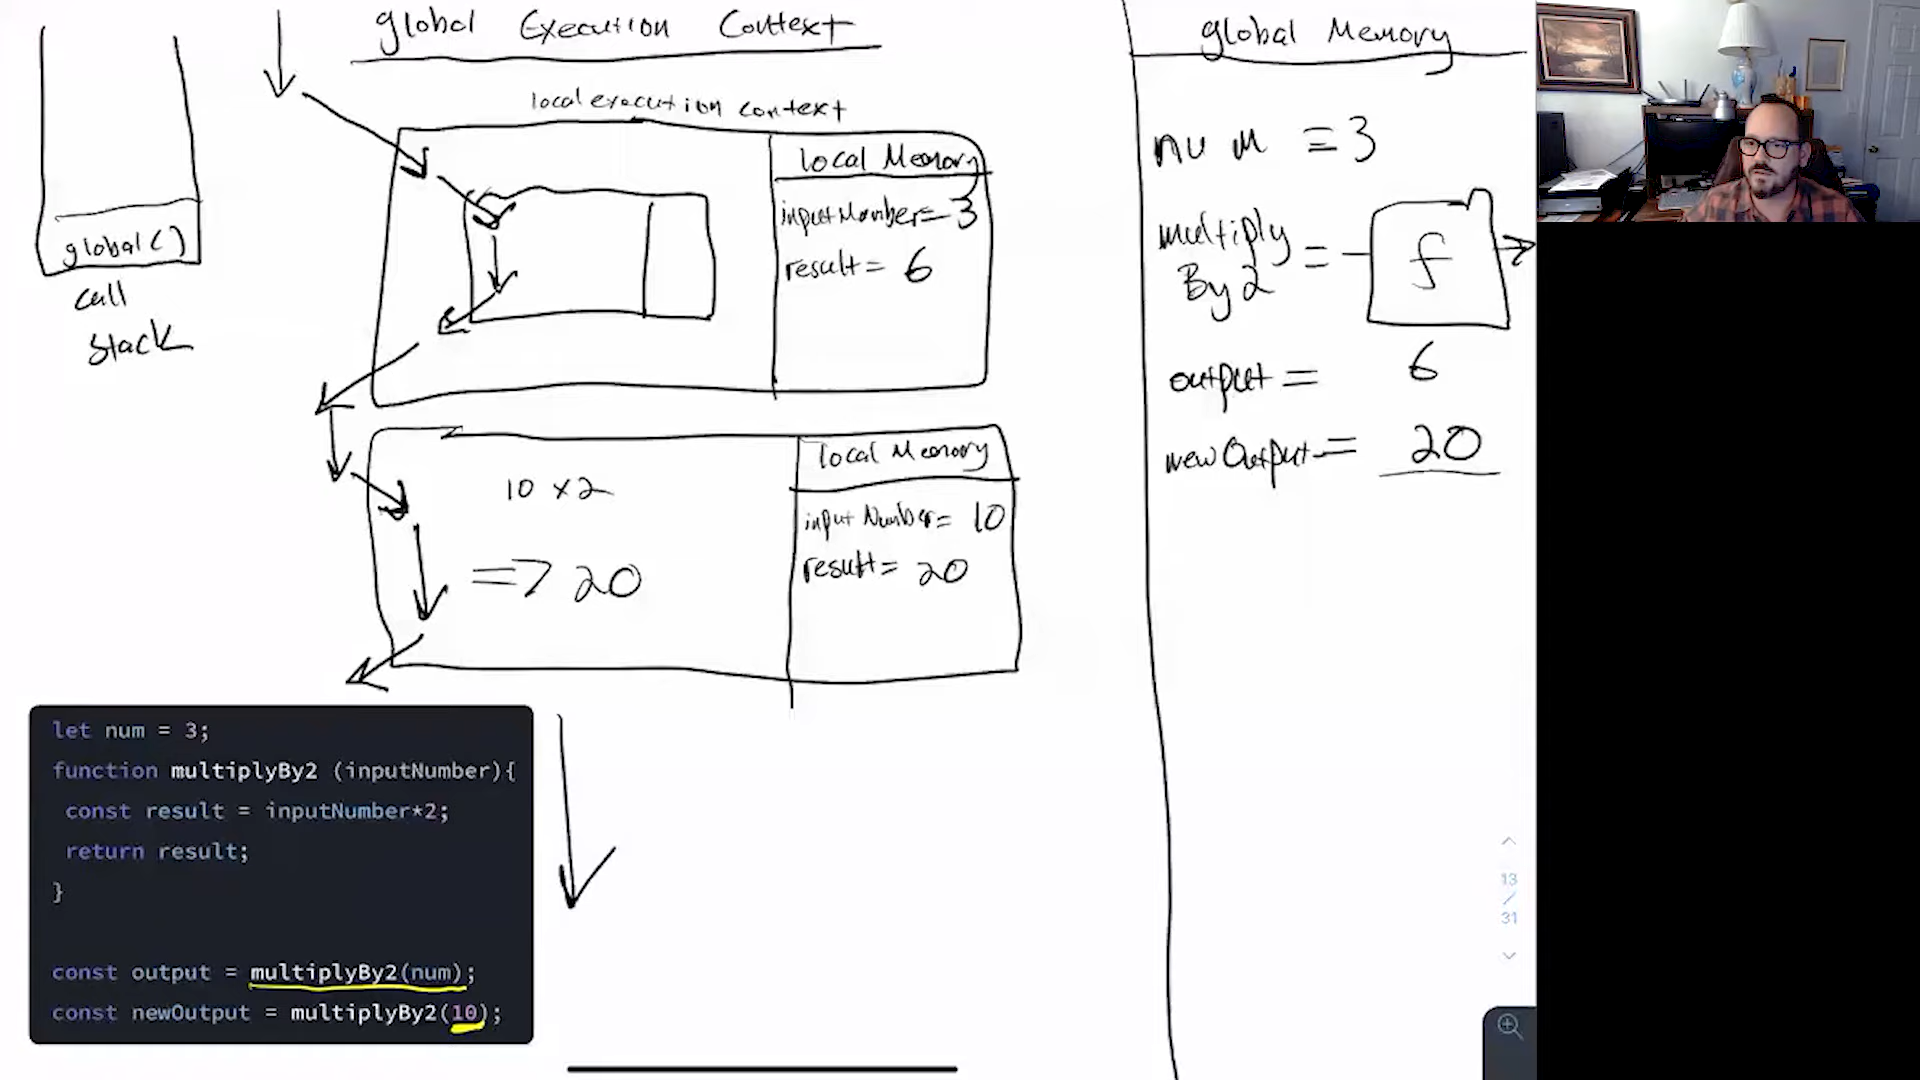 global Execution Context
global Memory
local execution context
local Memory
inputNumber = 3
result = 6
global()
call
stack
num = 3
multiply
By 2 = f
output = 6
newOutput = 20
local Memory
10 x 2
input Number = 10
=> 20
result = 20
let num = 3;
function multiplyBy2 (inputNumber){
const result = inputNumber*2;
return result;
}
const output = multiplyBy2(num);
const newOutput = multiplyBy2(10);
13
/
31